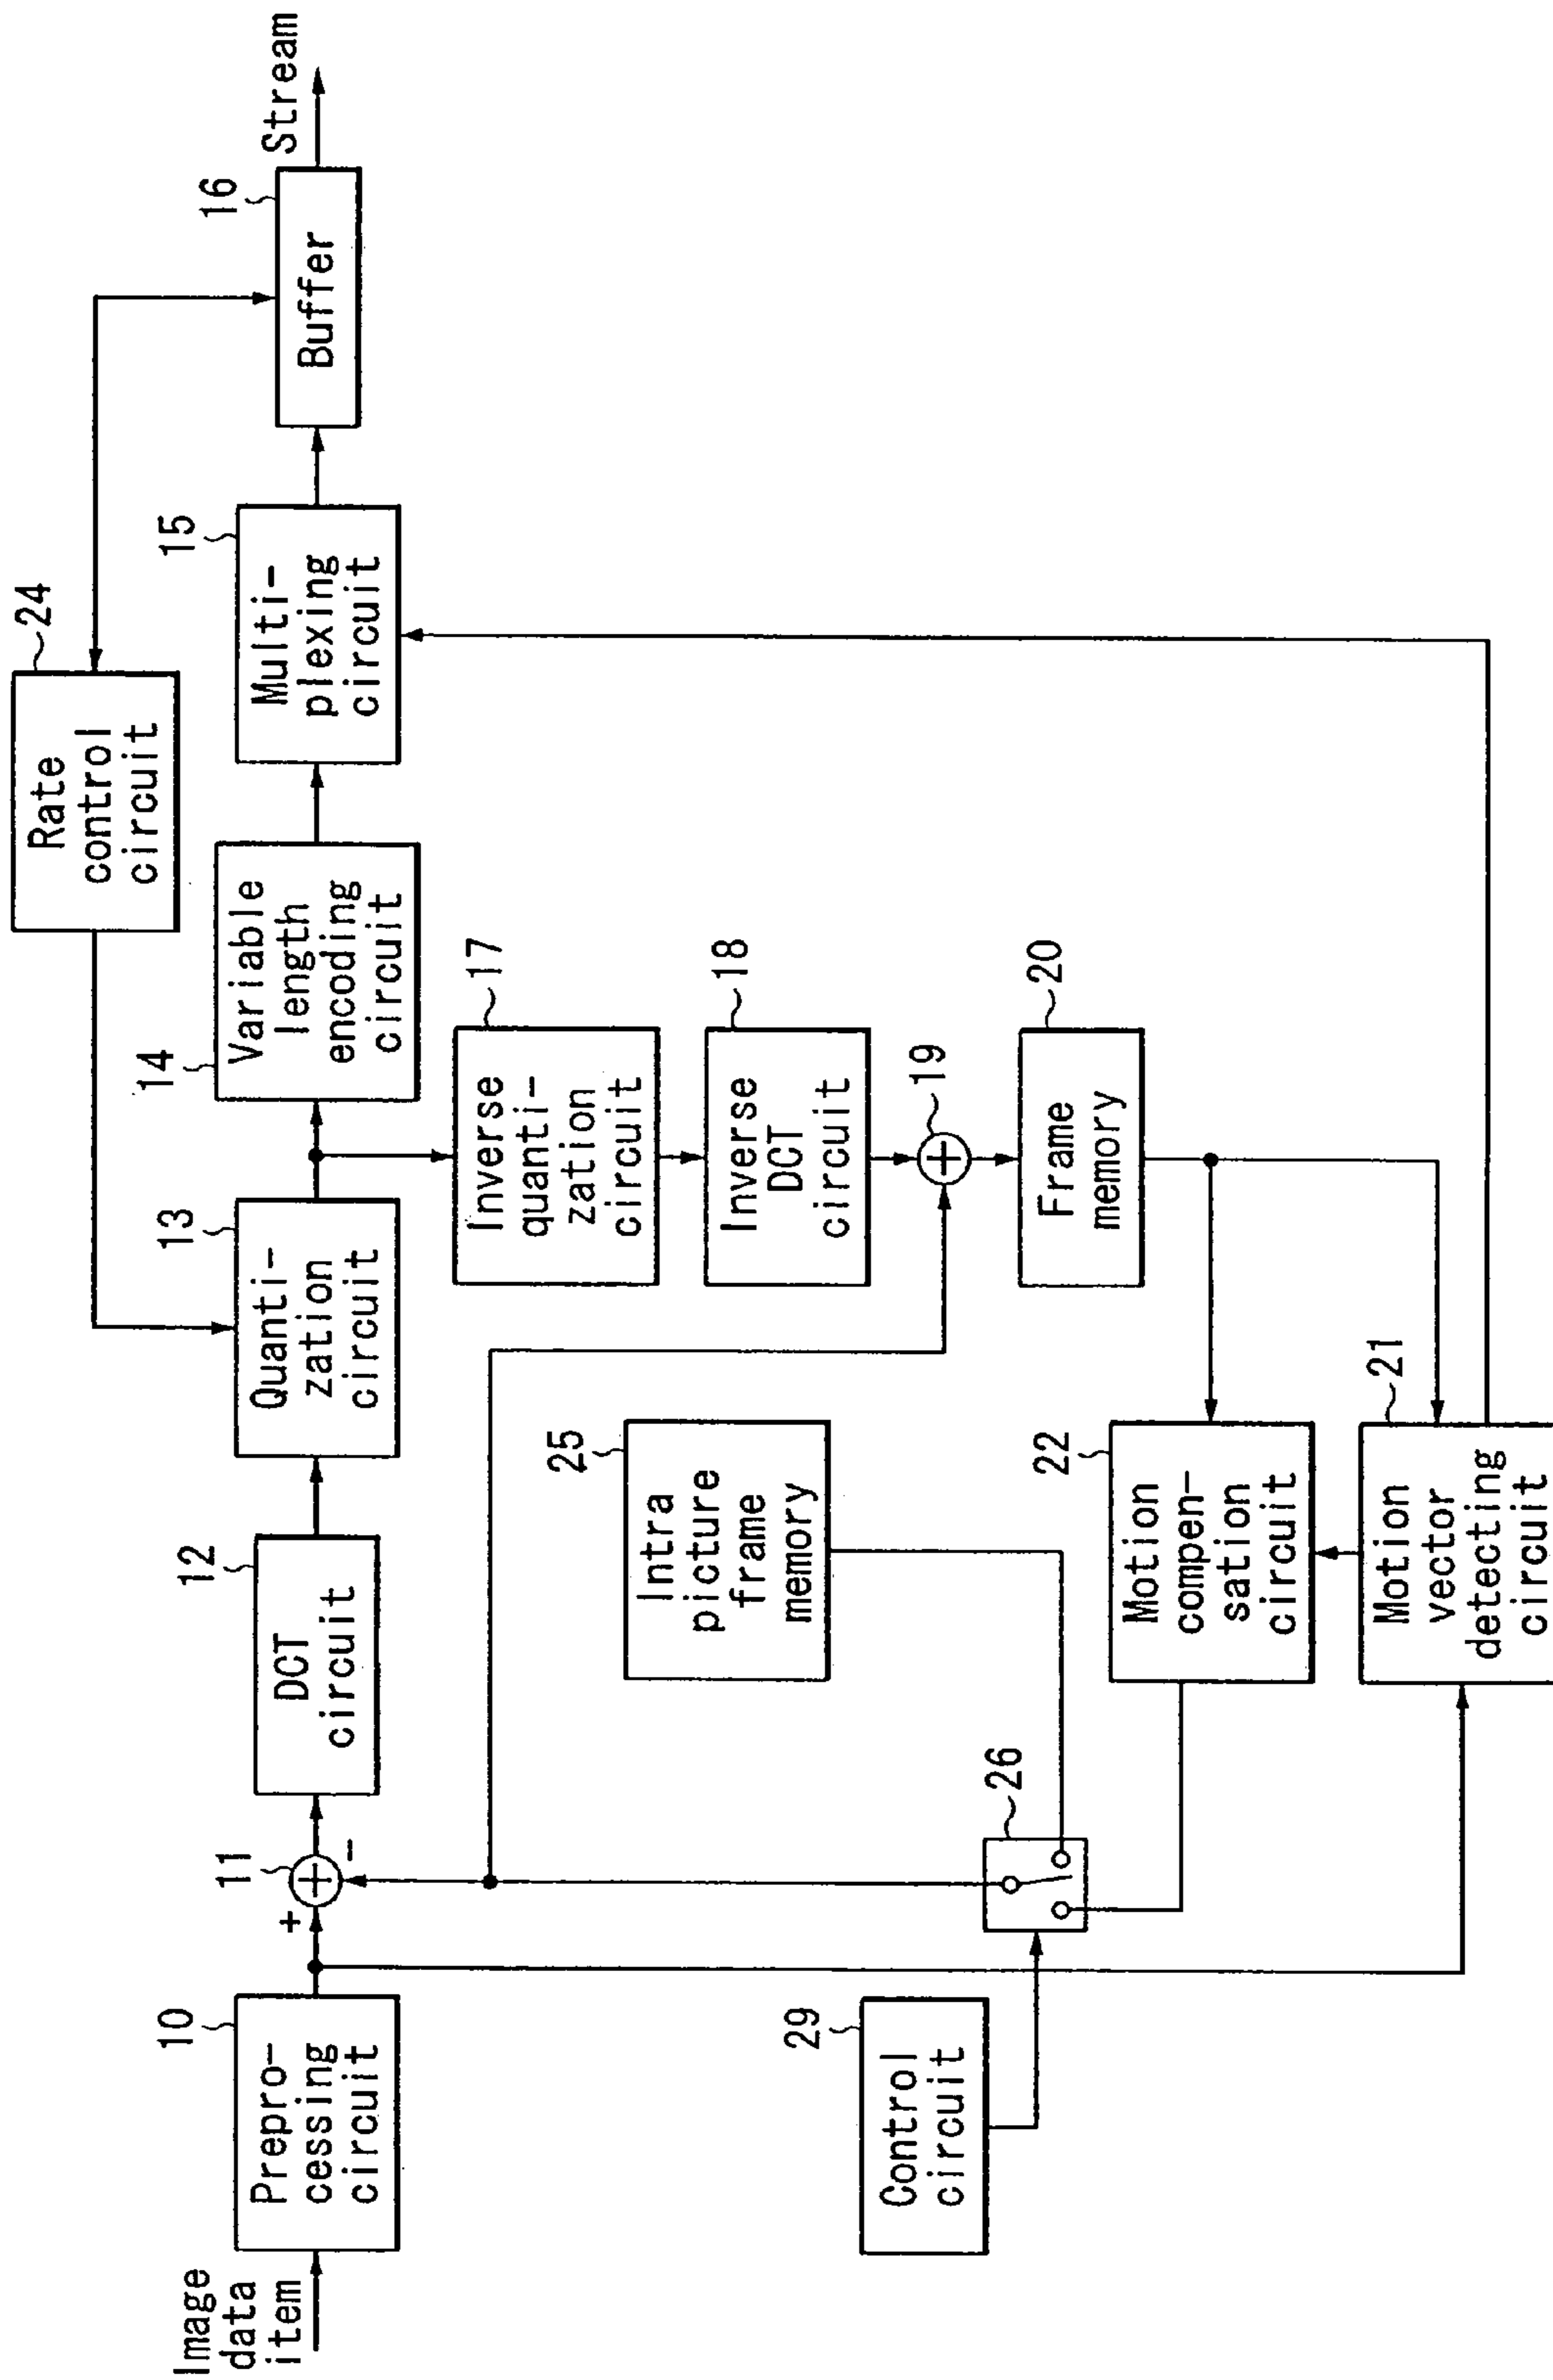 Image
data
item
10
Prepro-
cessing
circuit
+
11
-
12
DCT
circuit
13
Quanti-
zation
circuit
14
Variable
length
encoding
circuit
24
Rate
control
circuit
15
Multi-
plexing
circuit
16
Buffer
Stream
17
Inverse
quanti-
zation
circuit
18
Inverse
DCT
circuit
19
20
Frame
memory
25
Intra
picture
frame
memory
29
Control
circuit
26
22
Motion
compen-
sation
circuit
21
Motion
vector
detecting
circuit